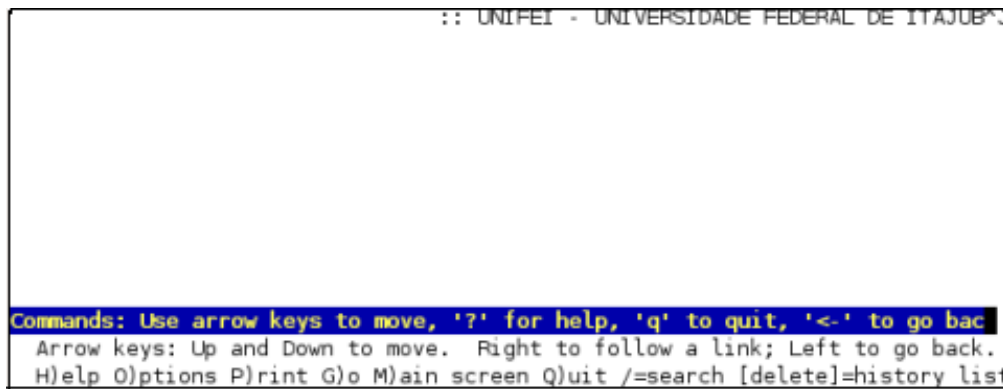 :: UNIFEI - UNIVERSIDADE FEDERAL DE ITAJUB^J
Commands: Use arrow keys to move, '?' for help, 'q' to quit, '<-' to go bac
Arrow keys: Up and Down to move. Right to follow a link; Left to go back.
H)elp O)ptions P)rint G)o M)ain screen Q)uit /=search [delete]=history lis